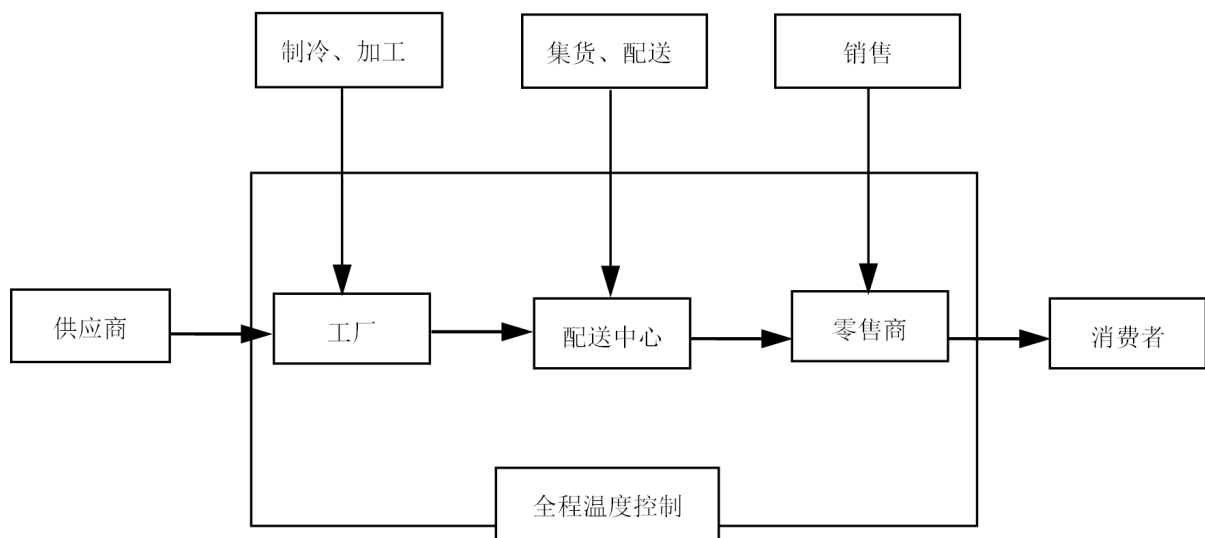 制冷、加工
集货、配送
销售
供应商
工厂
配送中心
零售商
消费者
全程温度控制